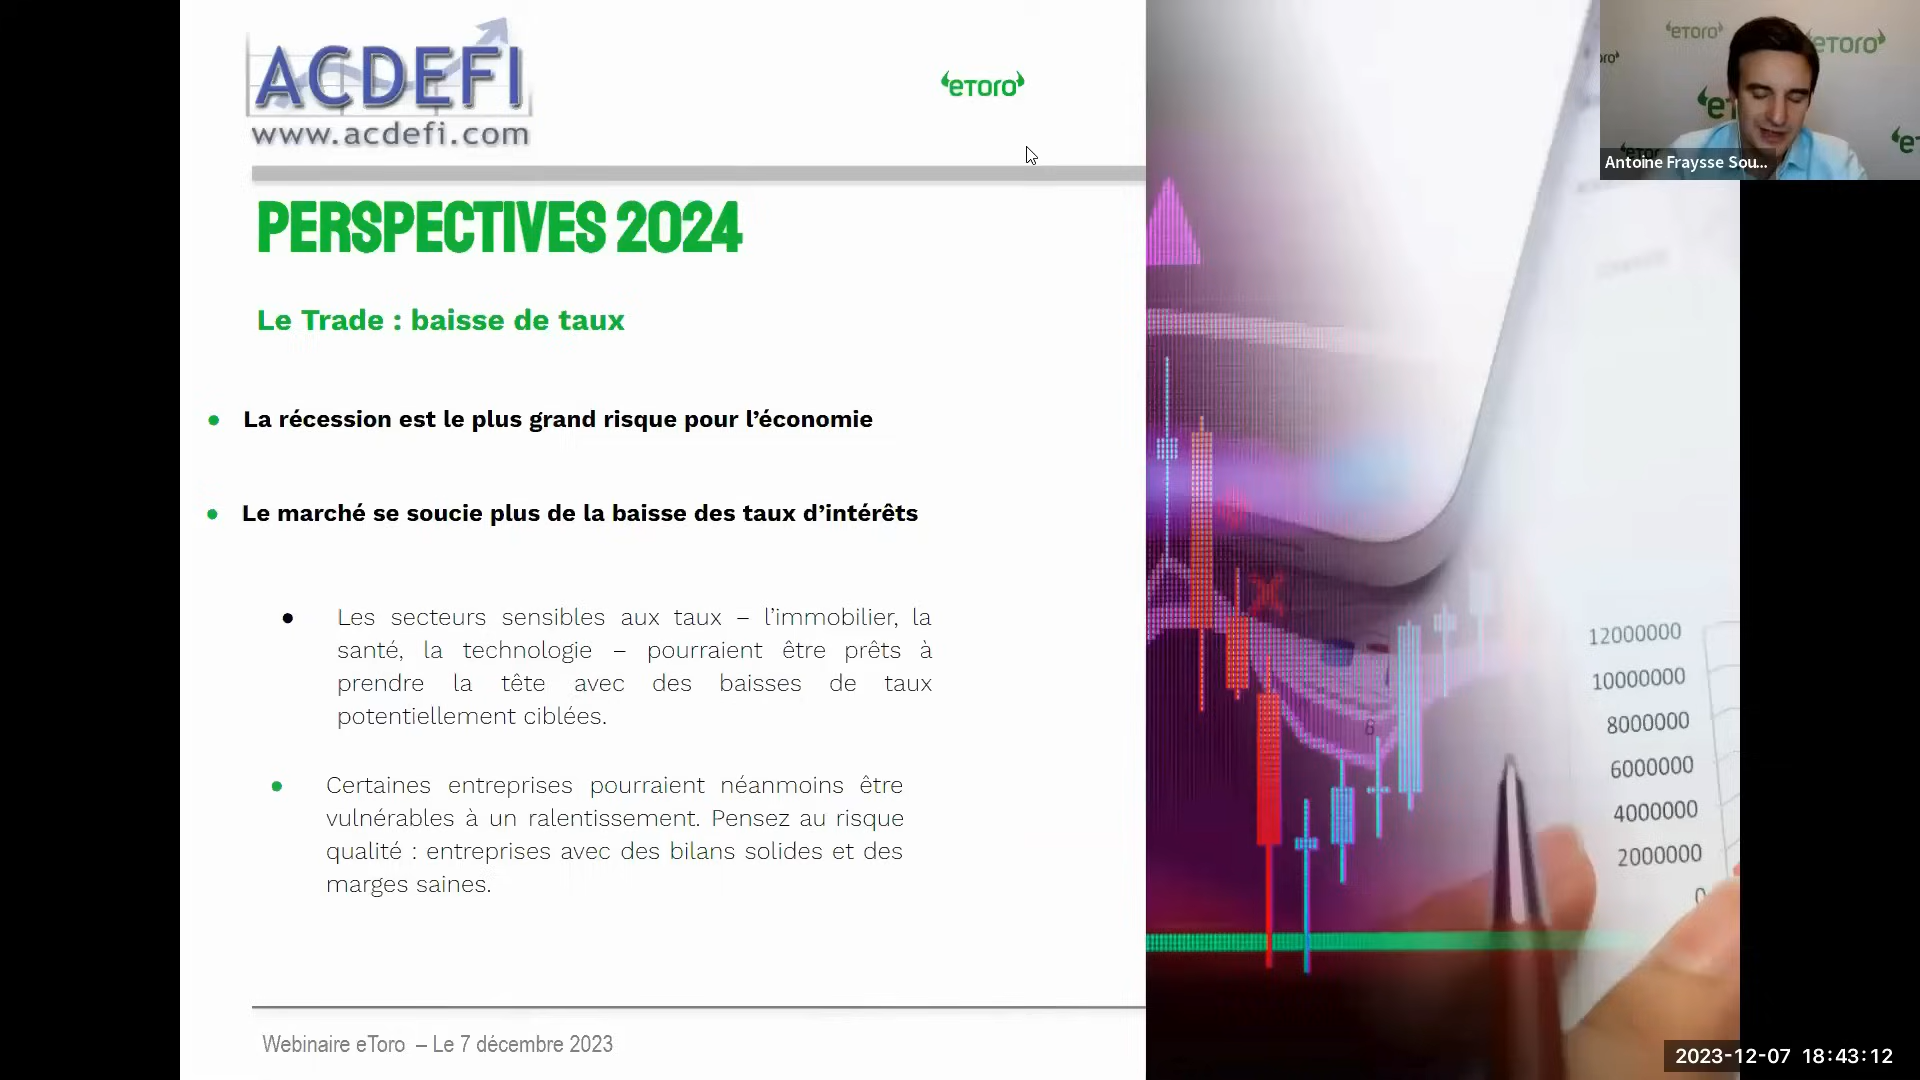 ACDEFI
www.acdefi.com
eToro
PERSPECTIVES 2024
Le Trade : baisse de taux
● La récession est le plus grand risque pour l’économie
● Le marché se soucie plus de la baisse des taux d’intérêts
● Les secteurs sensibles aux taux – l’immobilier, la
santé, la technologie – pourraient être prêts à
prendre la tête avec des baisses de taux
potentiellement ciblées.
● Certaines entreprises pourraient néanmoins être
vulnérables à un ralentissement. Pensez au risque
qualité : entreprises avec des bilans solides et des
marges saines.
Webinaire eToro – Le 7 décembre 2023
eToro
eToro
Antoine Fraysse Sou...
6
12000000
10000000
8000000
6000000
4000000
2000000
0
2023-12-07 18:43:12